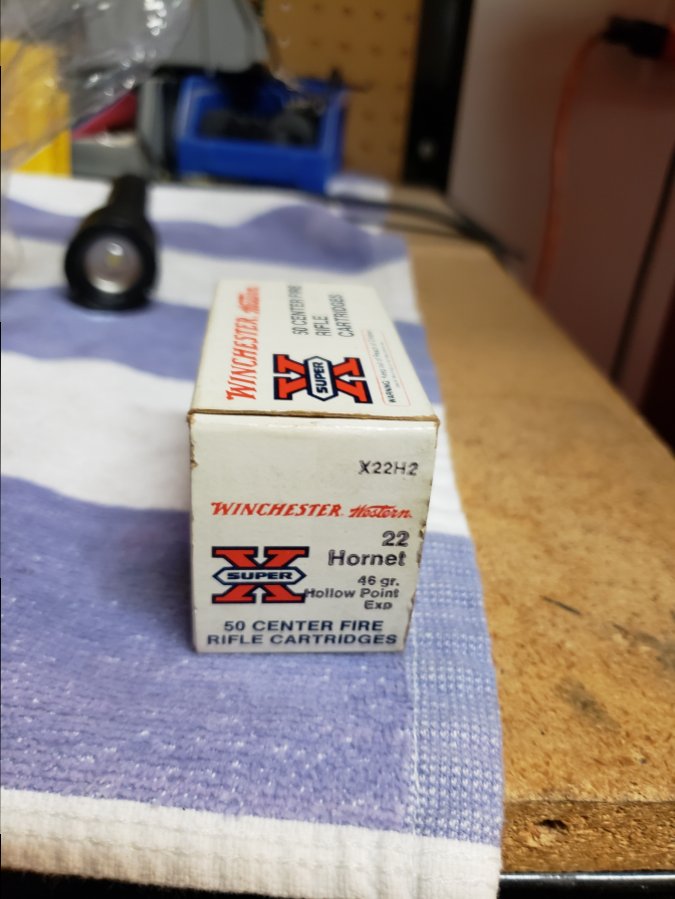 WINCHESTER Western
50 CENTER FIRE
RIFLE
CARTRIDGES
X
SUPER
X22H2
WINCHESTER Western
22
Hornet
X
SUPER
46 gr.
Hollow Point
Exp
50 CENTER FIRE
RIFLE CARTRIDGES